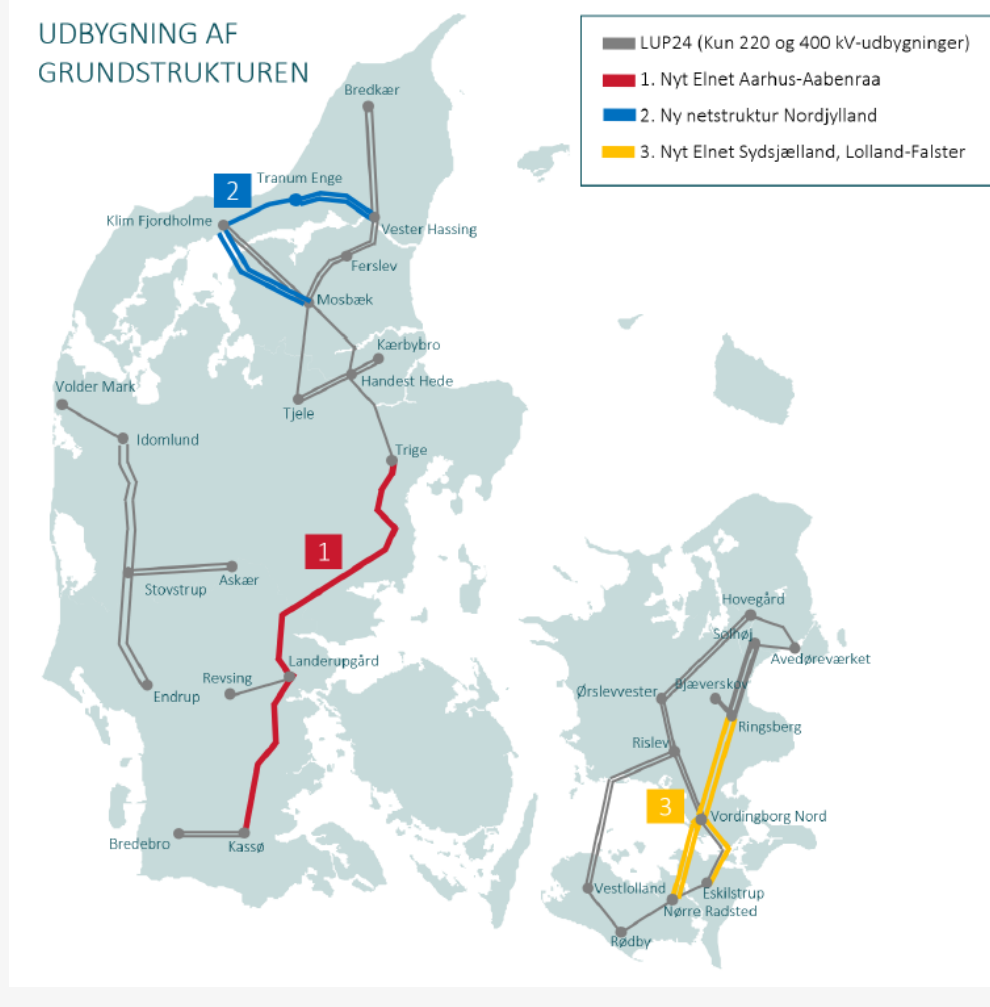 UDBYGNING AF
GRUNDSTRUKTUREN
LUP24 (Kun 220 og 400 kV-udbygninger)
1. Nyt Elnet Aarhus-Aabenraa
2. Ny netstruktur Nordjylland
3. Nyt Elnet Sydsjælland, Lolland-Falster
Bredkær
Tranum Enge
2
Klim Fjordholme
Vester Hassing
Ferslev
Mosbæk
Kærbybro
Handest Hede
Volder Mark
Tjele
Idomlund
Trige
1
Askær
Stovstrup
Hovegård
Solhøj
Avedøreværket
Landerupgård
Revsing
Endrup
Ørslevvester
Bjæverskov
Ringsberg
Rislev
3
Vordingborg Nord
Bredebro
Kassø
Vestlolland
Eskilstrup
Nørre Radsted
Rødby